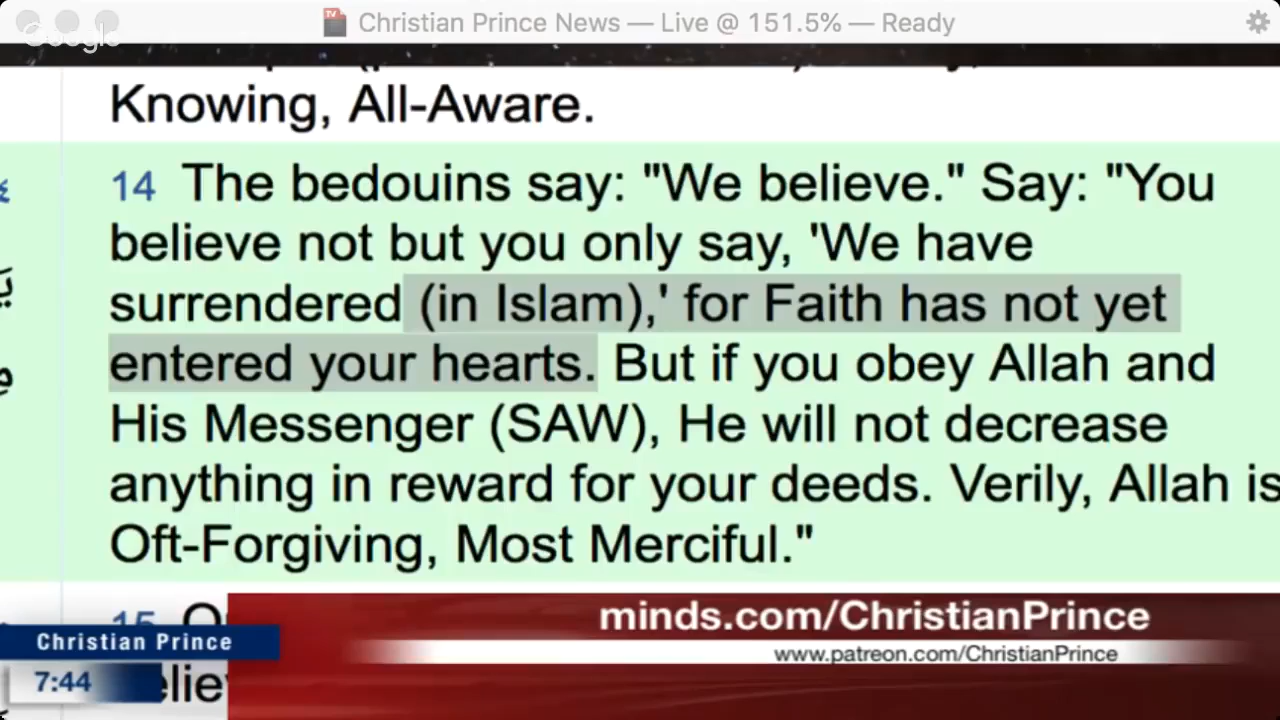 Christian Prince News — Live @ 151.5% — Ready
Google
Knowing, All-Aware.
14 The bedouins say: "We believe." Say: "You
believe not but you only say, 'We have
surrendered (in Islam),' for Faith has not yet
entered your hearts. But if you obey Allah and
His Messenger (SAW), He will not decrease
anything in reward for your deeds. Verily, Allah is
Oft-Forgiving, Most Merciful."
15
minds.com/ChristianPrince
Christian Prince
www.patreon.com/ChristianPrince
7:44